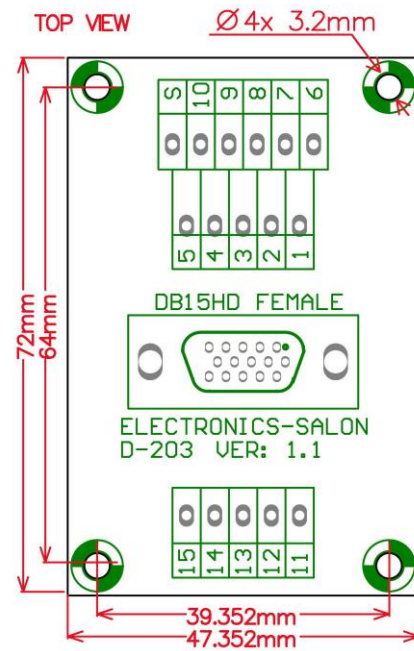 TOP VIEW
Ø4x 3.2mm
S 10 9 8 7 6
5 4 3 2 1
DB15HD FEMALE
72mm
64mm
ELECTRONICS-SALON
D-203 VER: 1.1
15 14 13 12 11
39.352mm
47.352mm